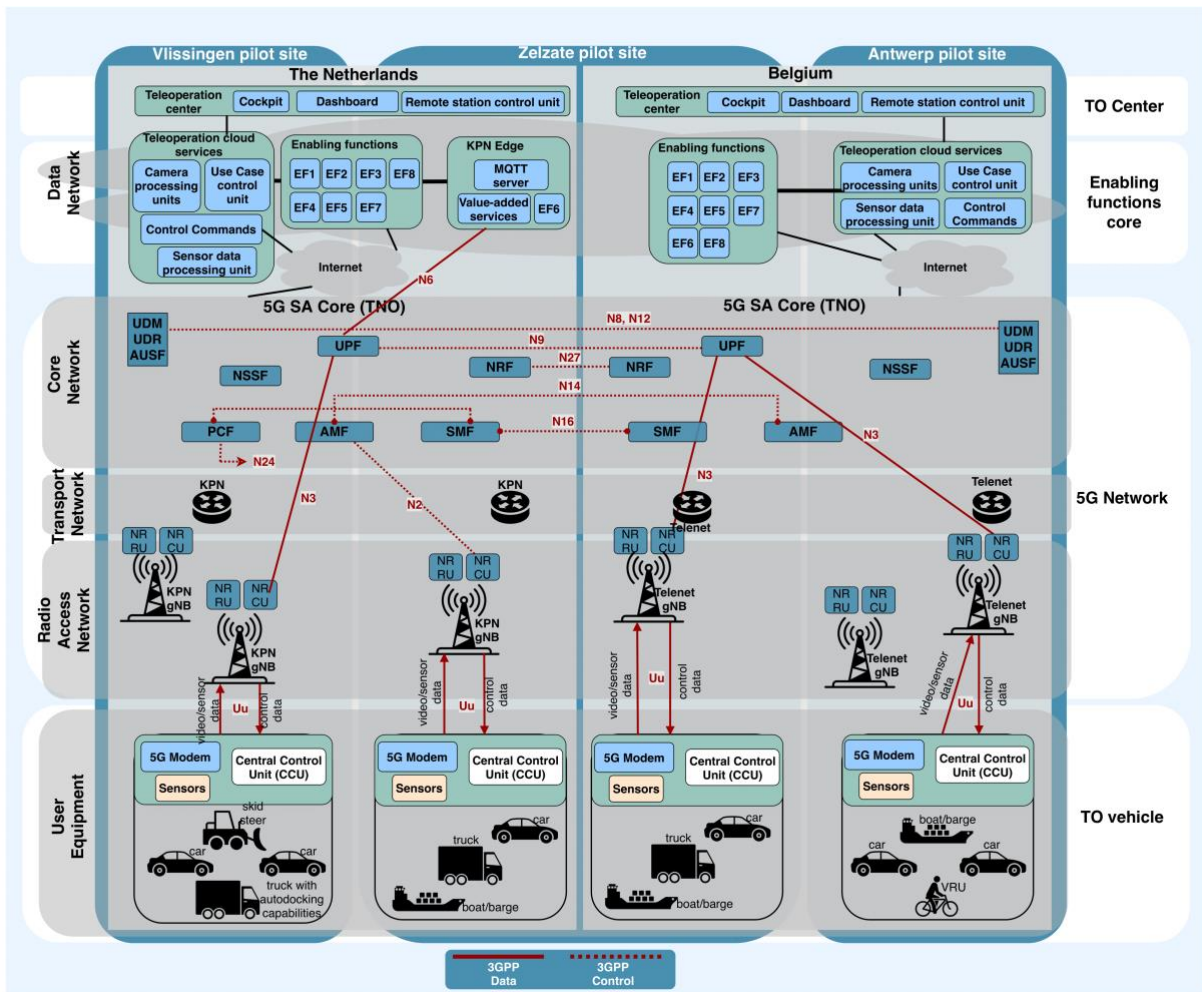 Vlissingen pilot site
Zelzate pilot site
Antwerp pilot site
The Netherlands
Belgium
Teleoperation
center
Cockpit
Dashboard
Remote station control unit
Teleoperation
center
Cockpit
Dashboard
Remote station control unit
TO Center
Data
Network
Teleoperation cloud
services
Camera
processing
units
Use Case
control
unit
Control Commands
Sensor data
processing unit
Enabling functions
EF1
EF2
EF3
EF8
EF4
EF5
EF7
KPN Edge
MQTT
server
Value-added
services
EF6
Enabling functions
EF1
EF2
EF3
EF4
EF5
EF7
EF6
EF8
Teleoperation cloud services
Camera
processing units
Use Case
control unit
Sensor data
processing unit
Control
Commands
Enabling
functions
core
Internet
Internet
N6
5G SA Core (TNO)
5G SA Core (TNO)
Core
Network
UDM
UDR
AUSF
N8, N12
UDM
UDR
AUSF
UPF
N9
UPF
NSSF
NRF
N27
NRF
NSSF
N14
PCF
AMF
SMF
N16
SMF
AMF
N24
N3
N2
N3
N3
Transport
Network
KPN
KPN
Telenet
Telenet
5G Network
Radio
Access
Network
NR
RU
NR
CU
KPN
gNB
NR
RU
NR
CU
KPN
gNB
NR
RU
NR
CU
KPN
gNB
NR
RU
NR
CU
Telenet
gNB
NR
RU
NR
CU
Telenet
gNB
NR
RU
NR
CU
Telenet
gNB
video/sensor
data
Uu
control
data
video/sensor
data
Uu
control
data
video/sensor
data
Uu
control
data
video/sensor
data
Uu
control
data
User
Equipment
5G Modem
Sensors
Central Control
Unit (CCU)
skid
steer
car
car
truck with
autodocking
capabilities
5G Modem
Sensors
Central Control
Unit (CCU)
car
truck
boat/barge
5G Modem
Sensors
Central Control
Unit (CCU)
car
truck
boat/barge
5G Modem
Sensors
Central Control
Unit (CCU)
boat/barge
car
car
VRU
TO vehicle
3GPP
Data
3GPP
Control